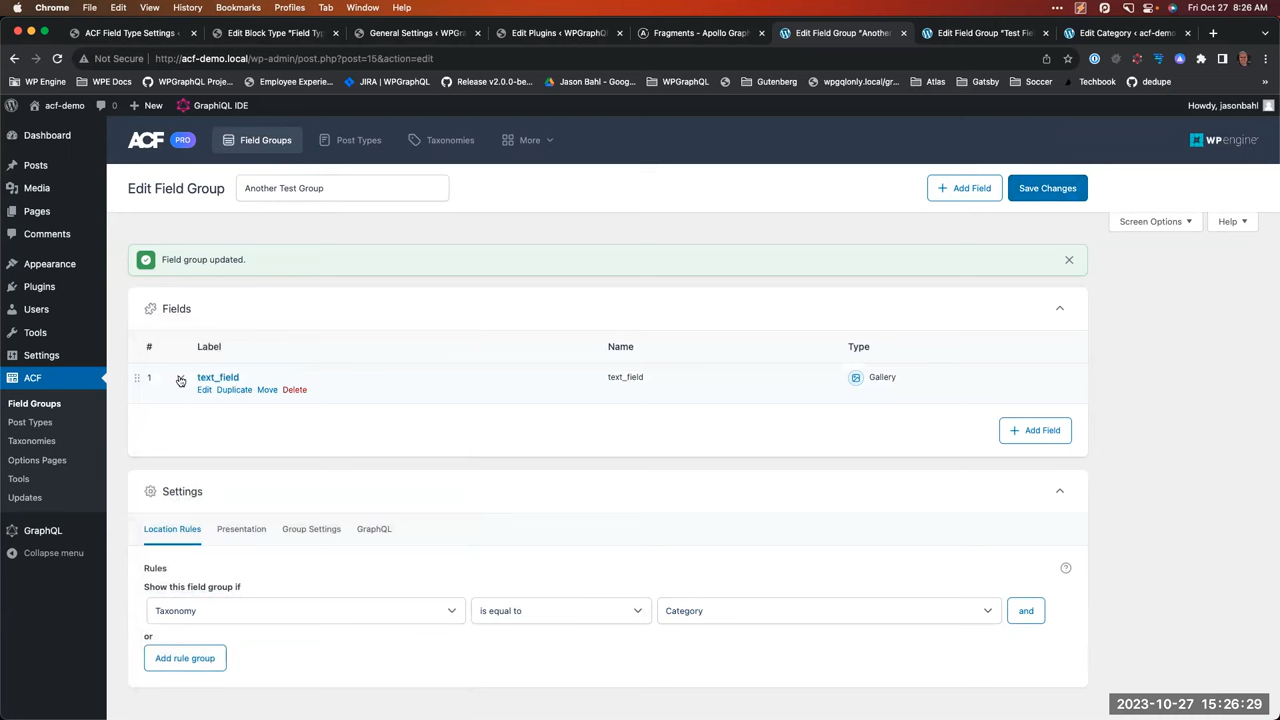 Chrome File Edit View History Bookmarks Profiles Tab Window Help Fri Oct 27 8:26 AM
ACF Field Type Settings ‹ Edit Block Type “Field Typ General Settings ‹ WPGra Edit Plugins ‹ WPGraphQL Fragments - Apollo Graph Edit Field Group “Another Edit Field Group “Test Fie Edit Category ‹ acf-demo
Not Secure http://acf-demo.local/wp-admin/post.php?post=15&action=edit
WP Engine WPE Docs WPGraphQL Projec... Employee Experie... JIRA | WPGraphQL Release v2.0.0-be... Jason Bahl - Goog... WPGraphQL Gutenberg wpgqlonly.local/gr... Atlas Gatsby Soccer Techbook dedupe
acf-demo 0 New GraphiQL IDE Howdy, jasonbahl
ACF PRO Field Groups Post Types Taxonomies More WPengine
Edit Field Group Another Test Group Add Field Save Changes
Screen Options Help
Field group updated.
Fields
# Label Name Type
1 text_field text_field Gallery
Edit Duplicate Move Delete
Add Field
Settings
Location Rules Presentation Group Settings GraphQL
Rules
Show this field group if
Taxonomy is equal to Category and
or
Add rule group
Dashboard
Posts
Media
Pages
Comments
Appearance
Plugins
Users
Tools
Settings
ACF
Field Groups
Post Types
Taxonomies
Options Pages
Tools
Updates
GraphQL
Collapse menu
2023-10-27 15:26:29